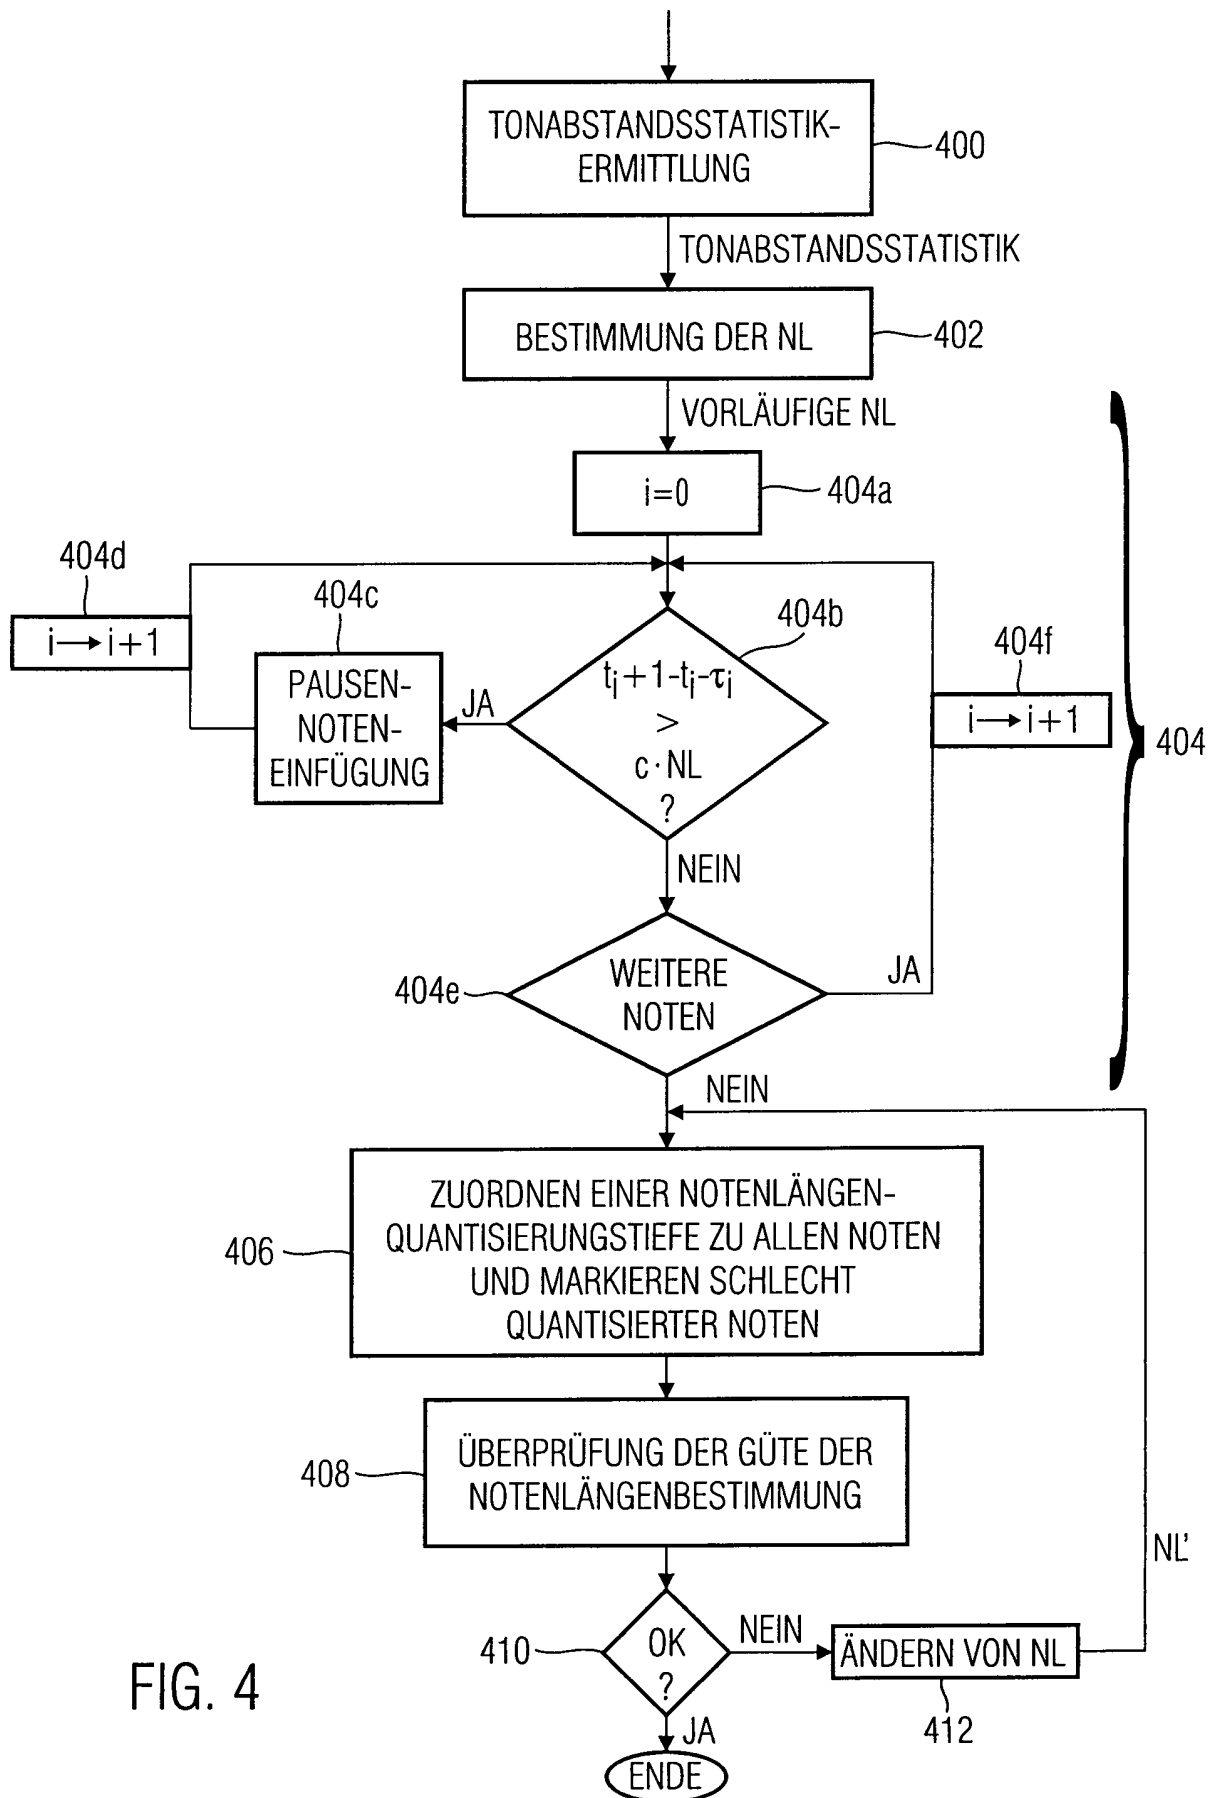 TONABSTANDSSTATISTIK-
ERMITTLUNG
400
TONABSTANDSSTATISTIK
BESTIMMUNG DER NL
402
VORLÄUFIGE NL
i=0
404a
404d
i→i+1
404c
PAUSEN-
NOTEN-
EINFÜGUNG
JA
404b
ti+1-ti-τi
>
c·NL
?
404f
i→i+1
404
NEIN
404e
WEITERE
NOTEN
JA
NEIN
406
ZUORDNEN EINER NOTENLÄNGEN-
QUANTISIERUNGSTIEFE ZU ALLEN NOTEN
UND MARKIEREN SCHLECHT
QUANTISIERTER NOTEN
408
ÜBERPRÜFUNG DER GÜTE DER
NOTENLÄNGENBESTIMMUNG
NL'
410
OK
?
NEIN
ÄNDERN VON NL
412
JA
ENDE
FIG. 4